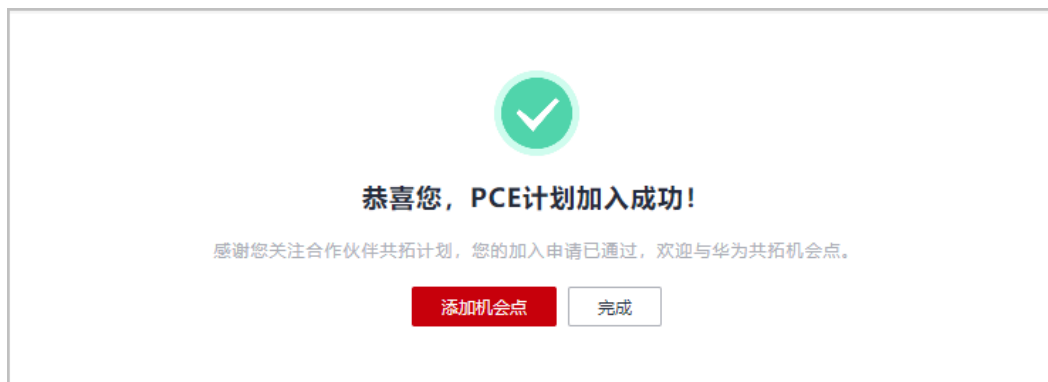 恭喜您，PCE计划加入成功！
感谢您关注合作伙伴共拓计划，您的加入申请已通过，欢迎与华为共拓机会点。
添加机会点 完成